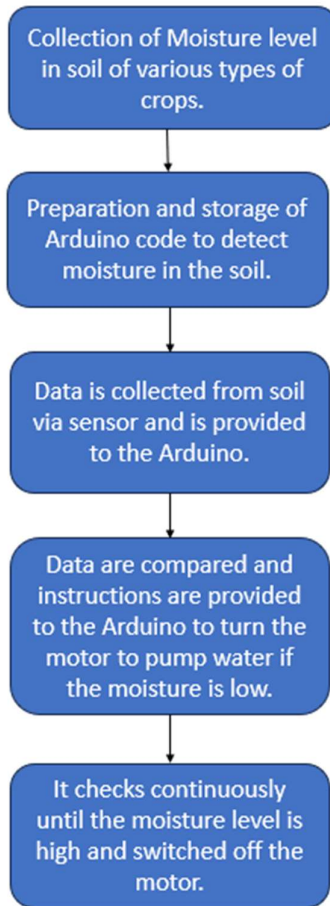 Collection of Moisture level
in soil of various types of
crops.
Preparation and storage of
Arduino code to detect
moisture in the soil.
Data is collected from soil
via sensor and is provided
to the Arduino.
Data are compared and
instructions are provided
to the Arduino to turn the
motor to pump water if
the moisture is low.
It checks continuously
until the moisture level is
high and switched off the
motor.